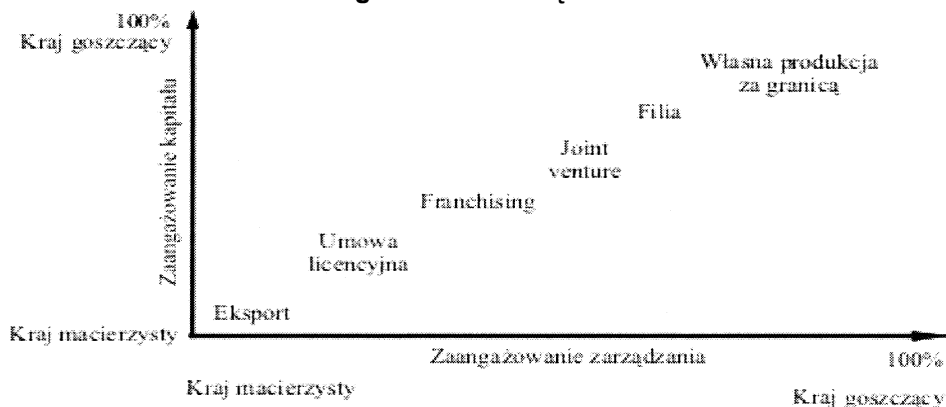 100%
Kraj goszczący
Własna produkcja
za granicą
Filia
Zaangażowanie kapitału
Joint
venture
Franchising
Umowa
licencyjna
Eksport
Kraj macierzysty
Zaangażowanie zarządzania
100%
Kraj macierzysty
Kraj goszczący